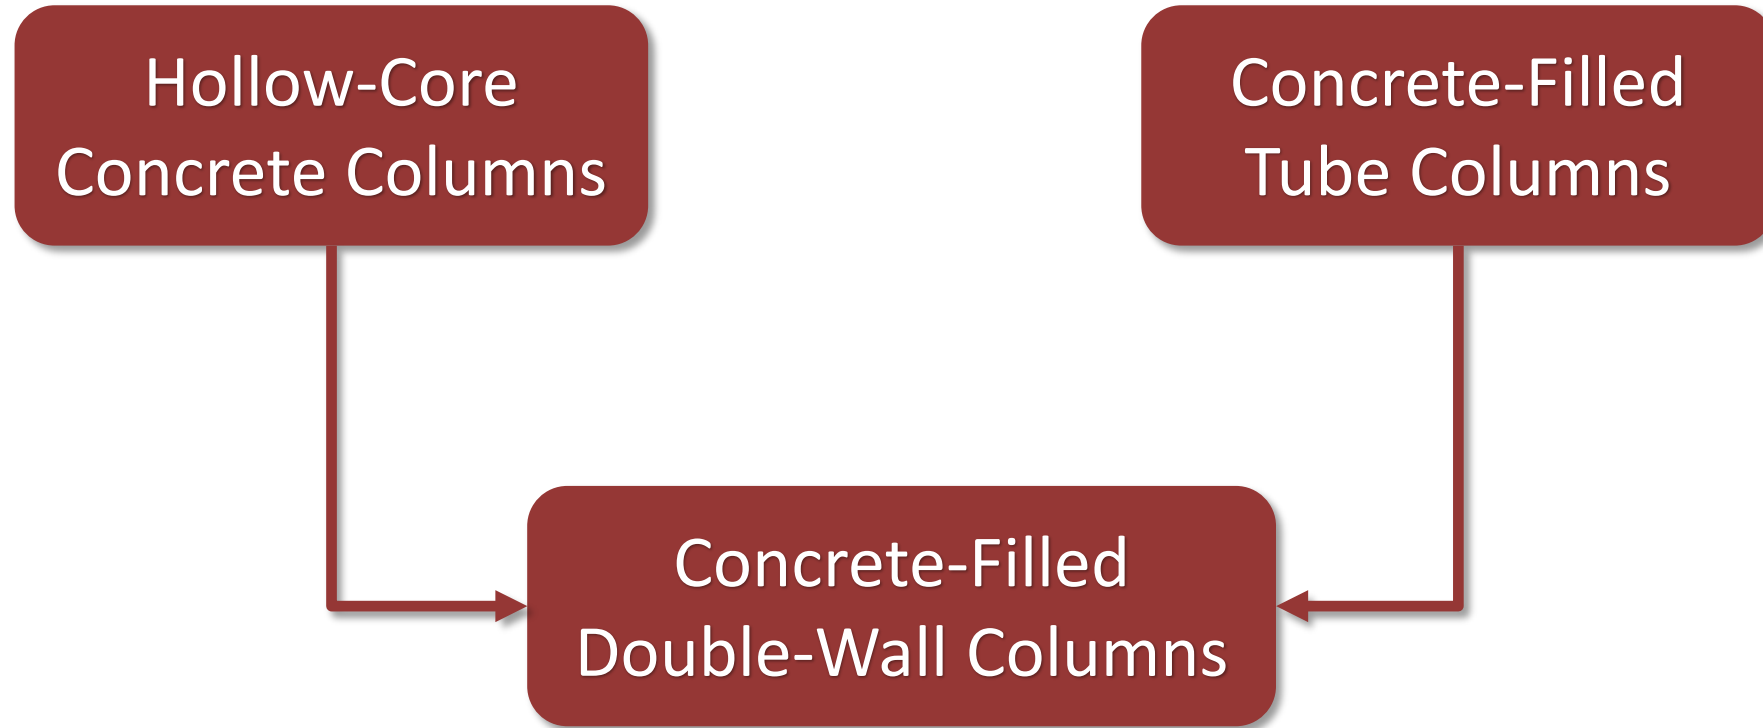 Hollow-Core
Concrete Columns
Concrete-Filled
Tube Columns
Concrete-Filled
Double-Wall Columns